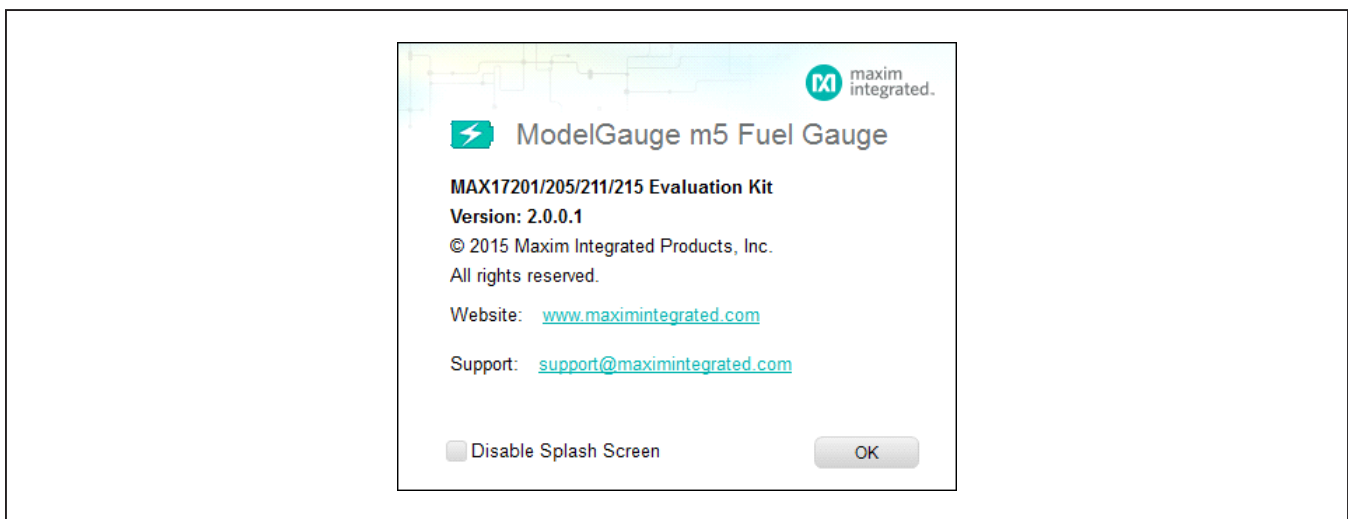 maxim
integrated™
ModelGauge m5 Fuel Gauge
MAX17201/205/211/215 Evaluation Kit
Version: 2.0.0.1
© 2015 Maxim Integrated Products, Inc.
All rights reserved.
Website: www.maximintegrated.com
Support: support@maximintegrated.com
Disable Splash Screen
OK